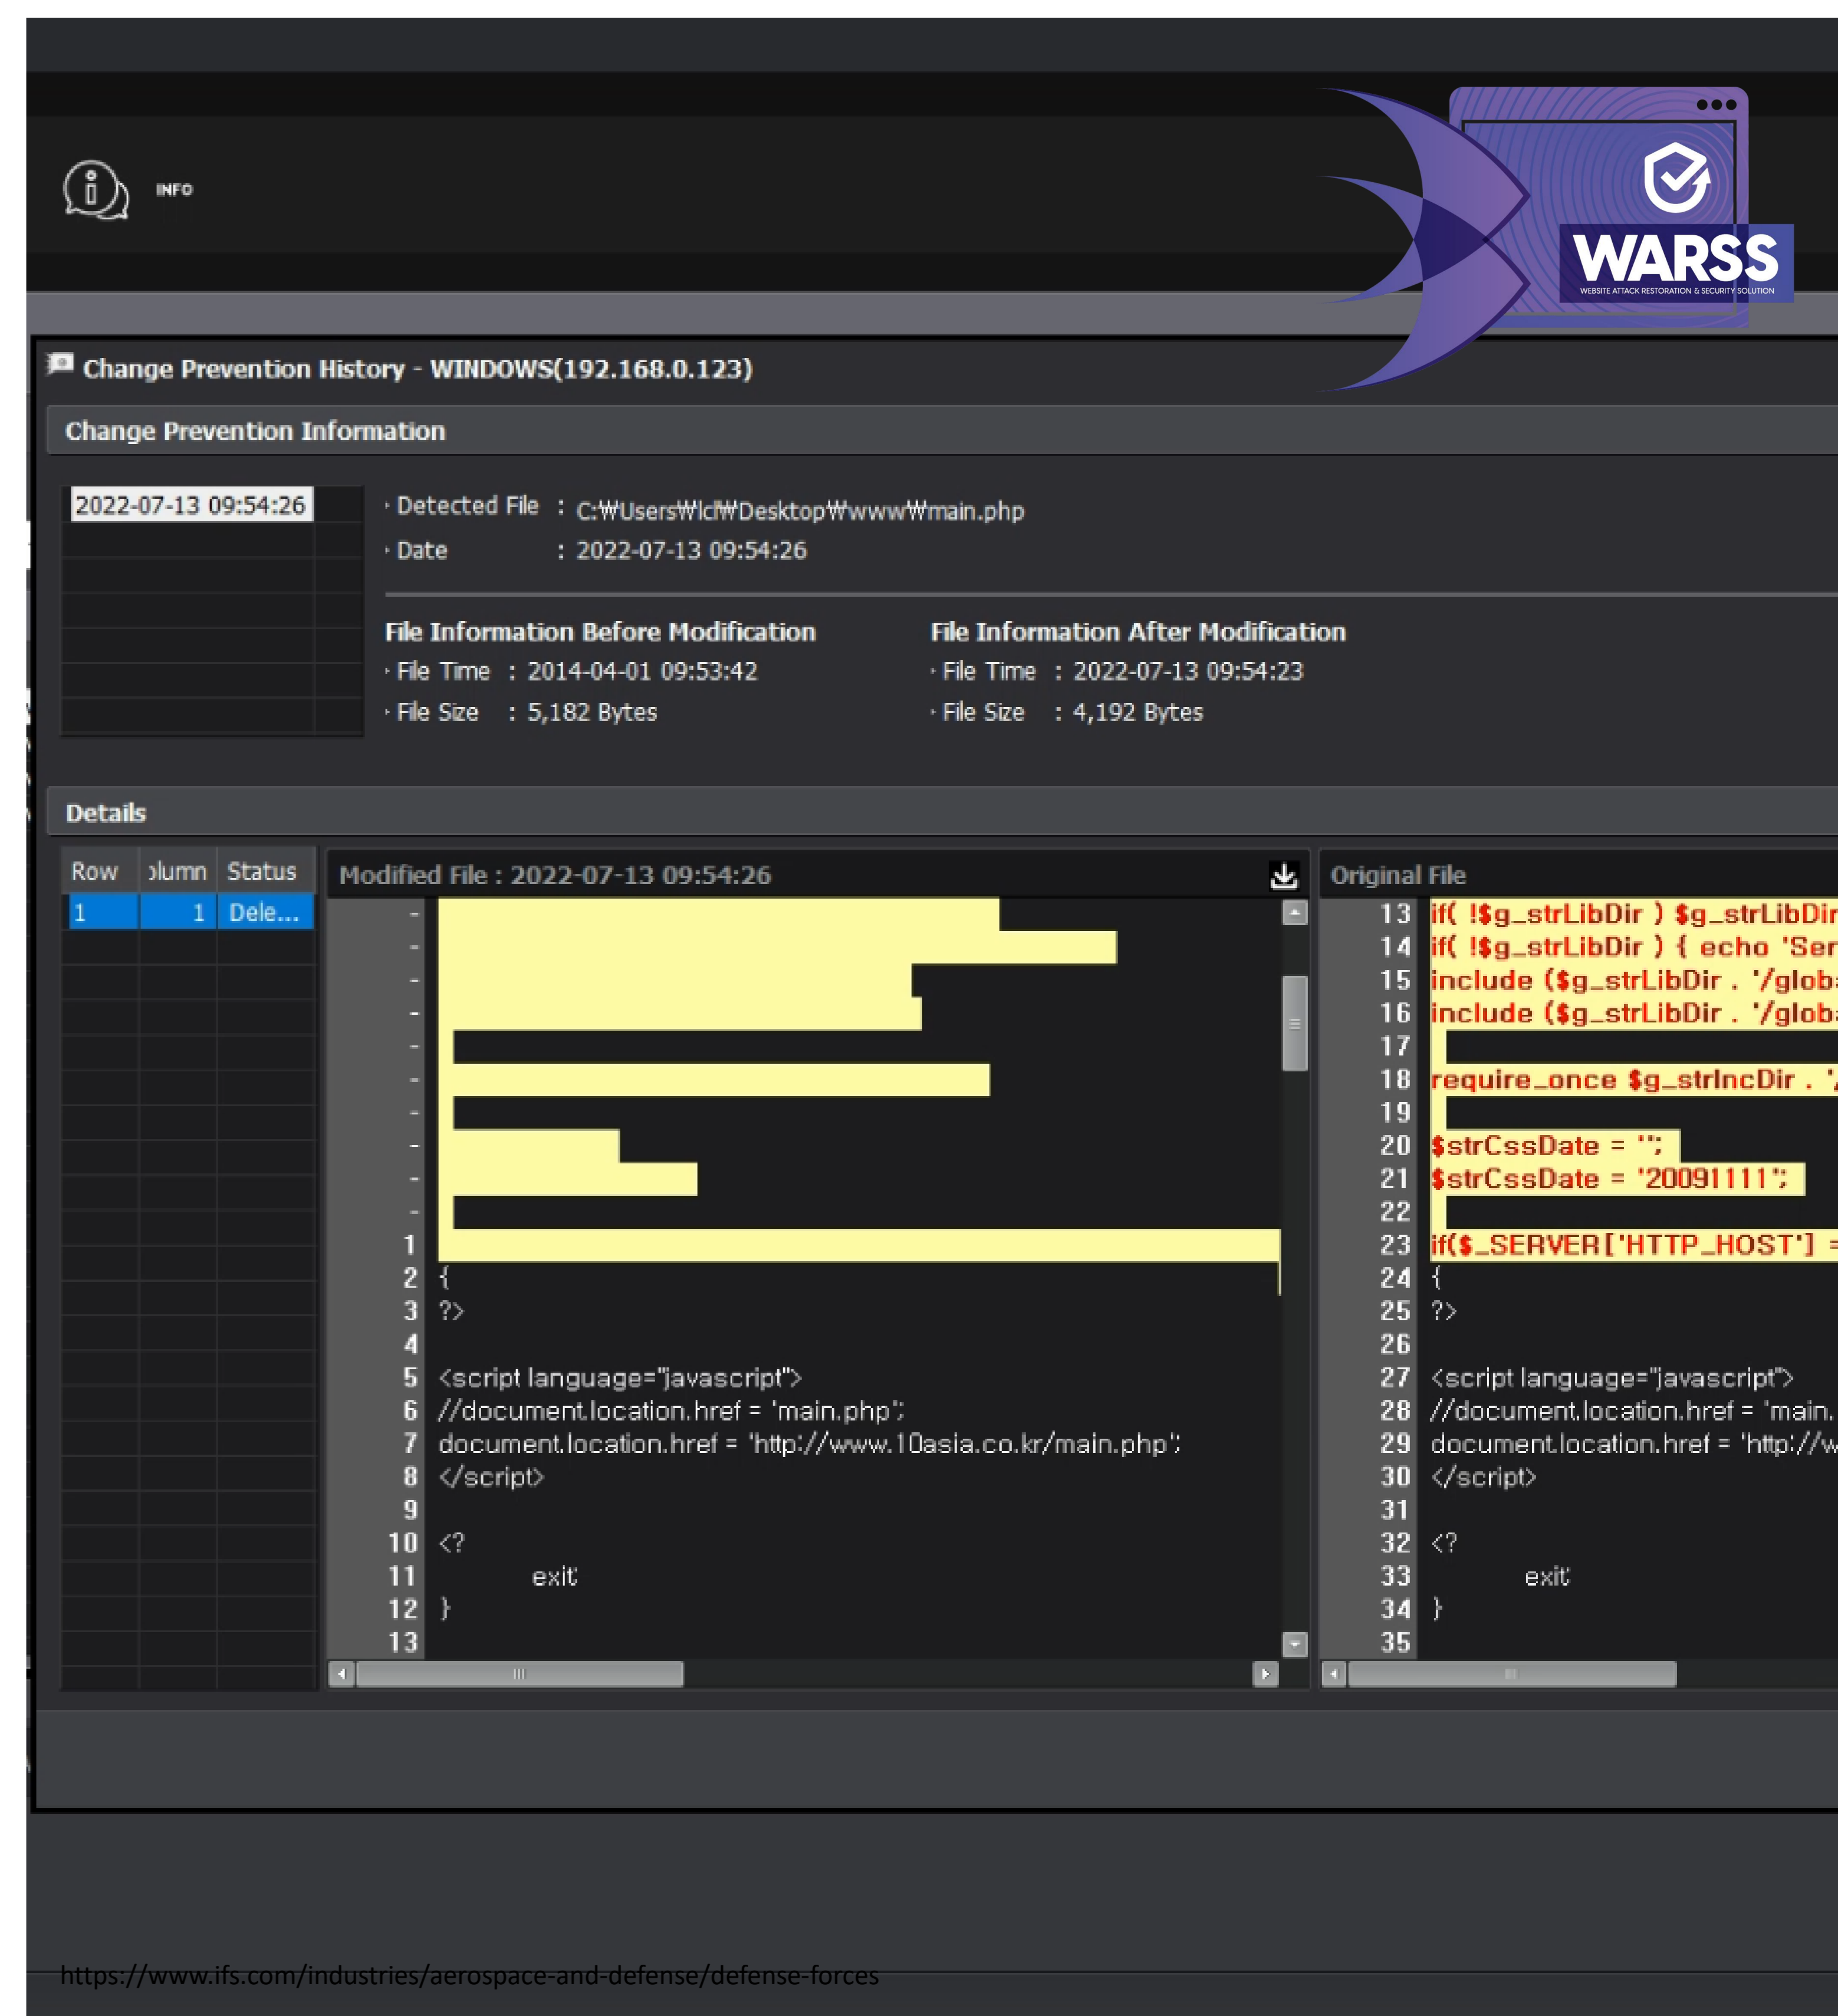 INFO
WARSS
WEBSITE ATTACK RESTORATION & SECURITY SOLUTION
Change Prevention History - WINDOWS(192.168.0.123)
Change Prevention Information
2022-07-13 09:54:26
Detected File : C:₩Users₩lcl₩Desktop₩www₩main.php
Date : 2022-07-13 09:54:26
File Information Before Modification
File Time : 2014-04-01 09:53:42
File Size : 5,182 Bytes
File Information After Modification
File Time : 2022-07-13 09:54:23
File Size : 4,192 Bytes
Details
Row olumn Status
1 1 Dele...
Modified File : 2022-07-13 09:54:26
-
-
-
-
-
-
-
-
-
-
1
2 {
3 ?>
4
5 <script language="javascript">
6 //document.location.href = 'main.php';
7 document.location.href = 'http://www.10asia.co.kr/main.php';
8 </script>
9
10 <?
11 exit;
12 }
13
Original File
13 if( !$g_strLibDir ) $g_strLibDir
14 if( !$g_strLibDir ) { echo 'Ser
15 include ($g_strLibDir . '/globa
16 include ($g_strLibDir . '/globa
17
18 require_once $g_strIncDir . '/
19
20 $strCssDate = '';
21 $strCssDate = '20091111';
22
23 if($_SERVER['HTTP_HOST'] =
24 {
25 ?>
26
27 <script language="javascript">
28 //document.location.href = 'main.
29 document.location.href = 'http://w
30 </script>
31
32 <?
33 exit;
34 }
35
https://www.ifs.com/industries/aerospace-and-defense/defense-forces